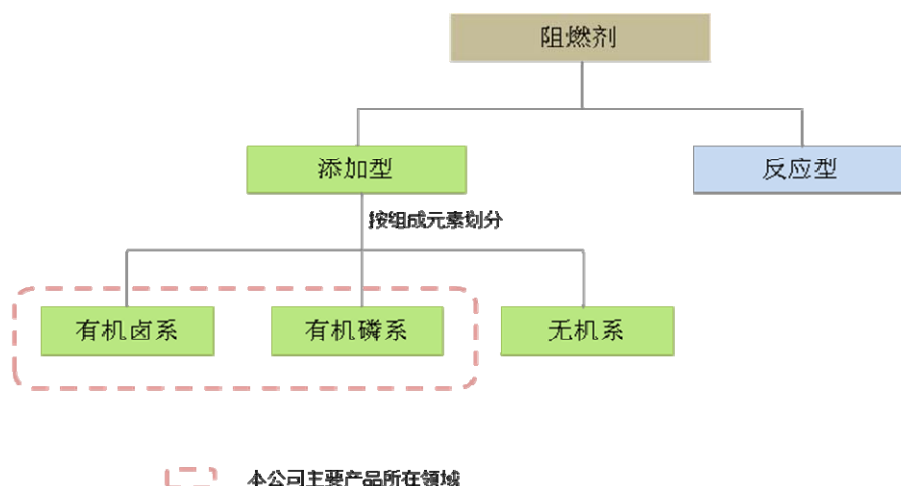 阻燃剂
添加型
反应型
按组成元素划分
有机卤系
有机磷系
无机系
本公司主要产品所在领域